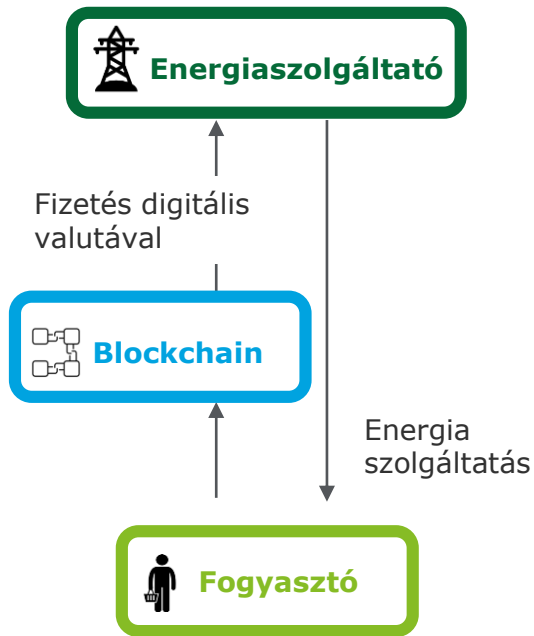 Energiaszolgáltató
Fizetés digitális
valutával
Blockchain
Energia
szolgáltatás
Fogyasztó